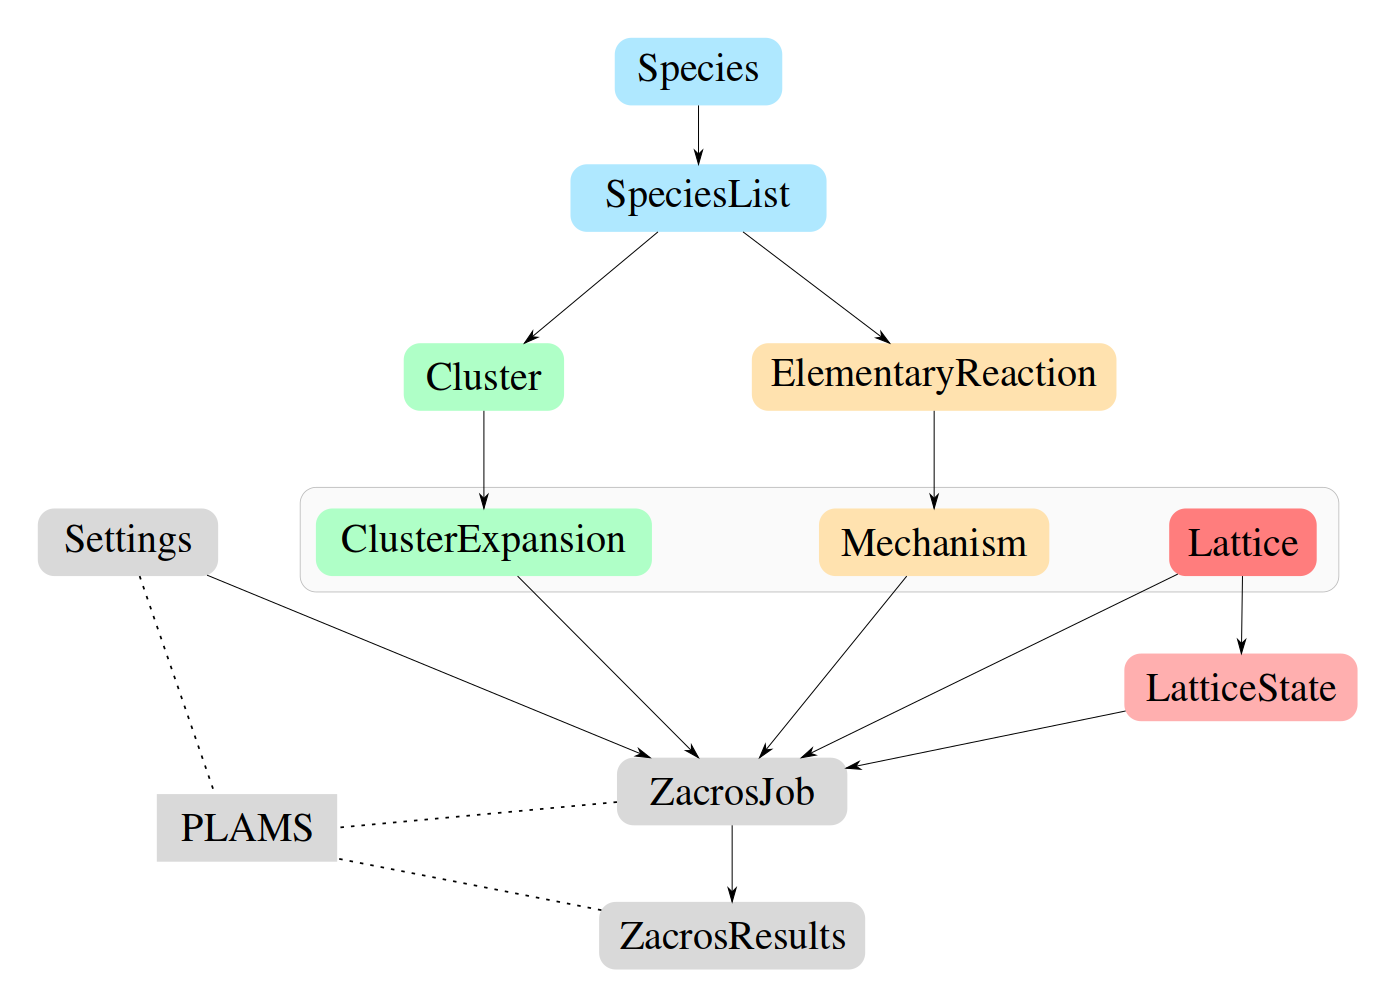 Species
SpeciesList
Cluster
ElementaryReaction
Settings
ClusterExpansion
Mechanism
Lattice
LatticeState
ZacrosJob
PLAMS
ZacrosResults